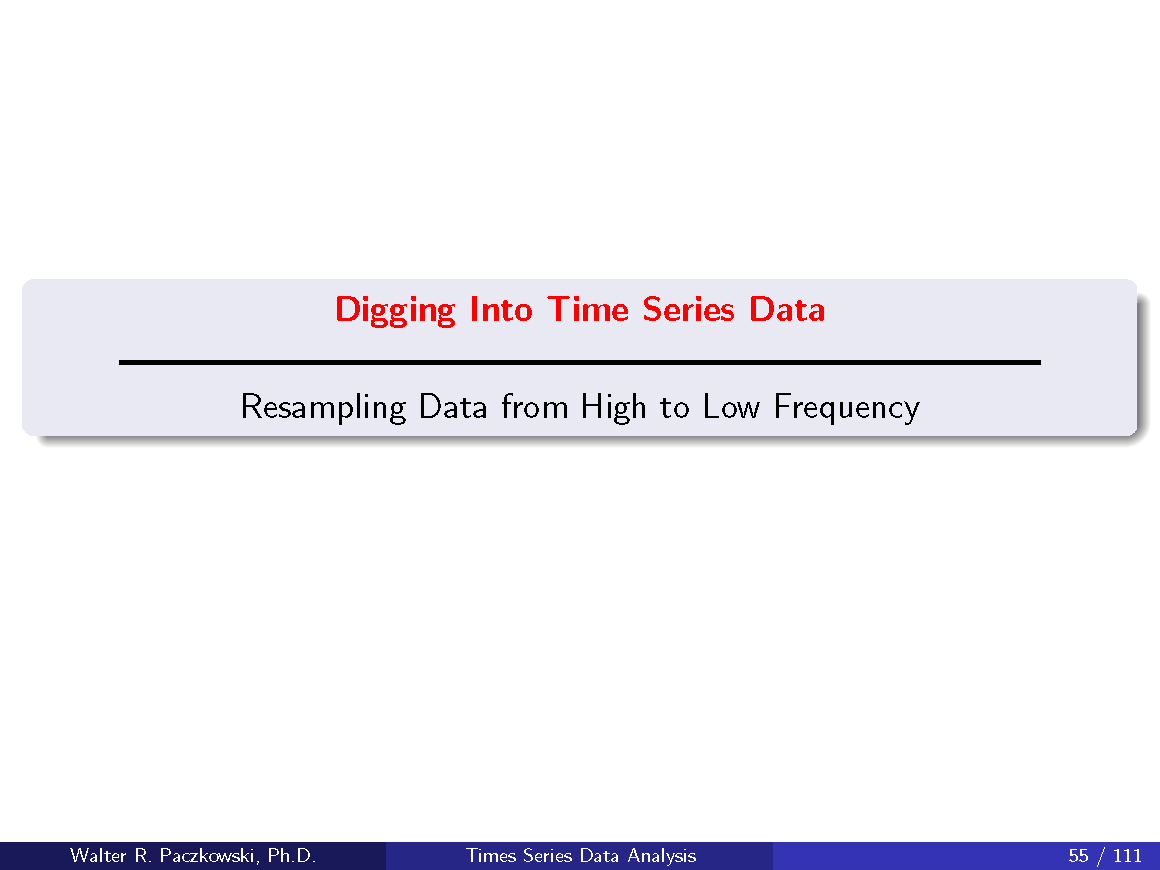 Digging Into Time Series Data
Resampling Data from High to Low Frequency
Walter R. Paczkowski, Ph.D.
Times Series Data Analysis
55 / 111